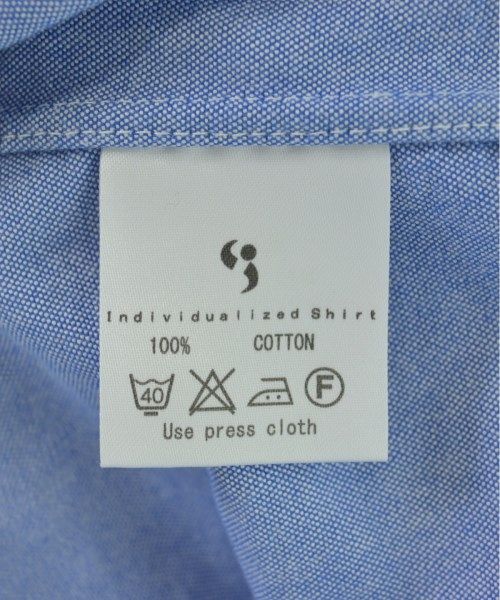 Individualized Shirt
100% COTTON
40 F
Use press cloth